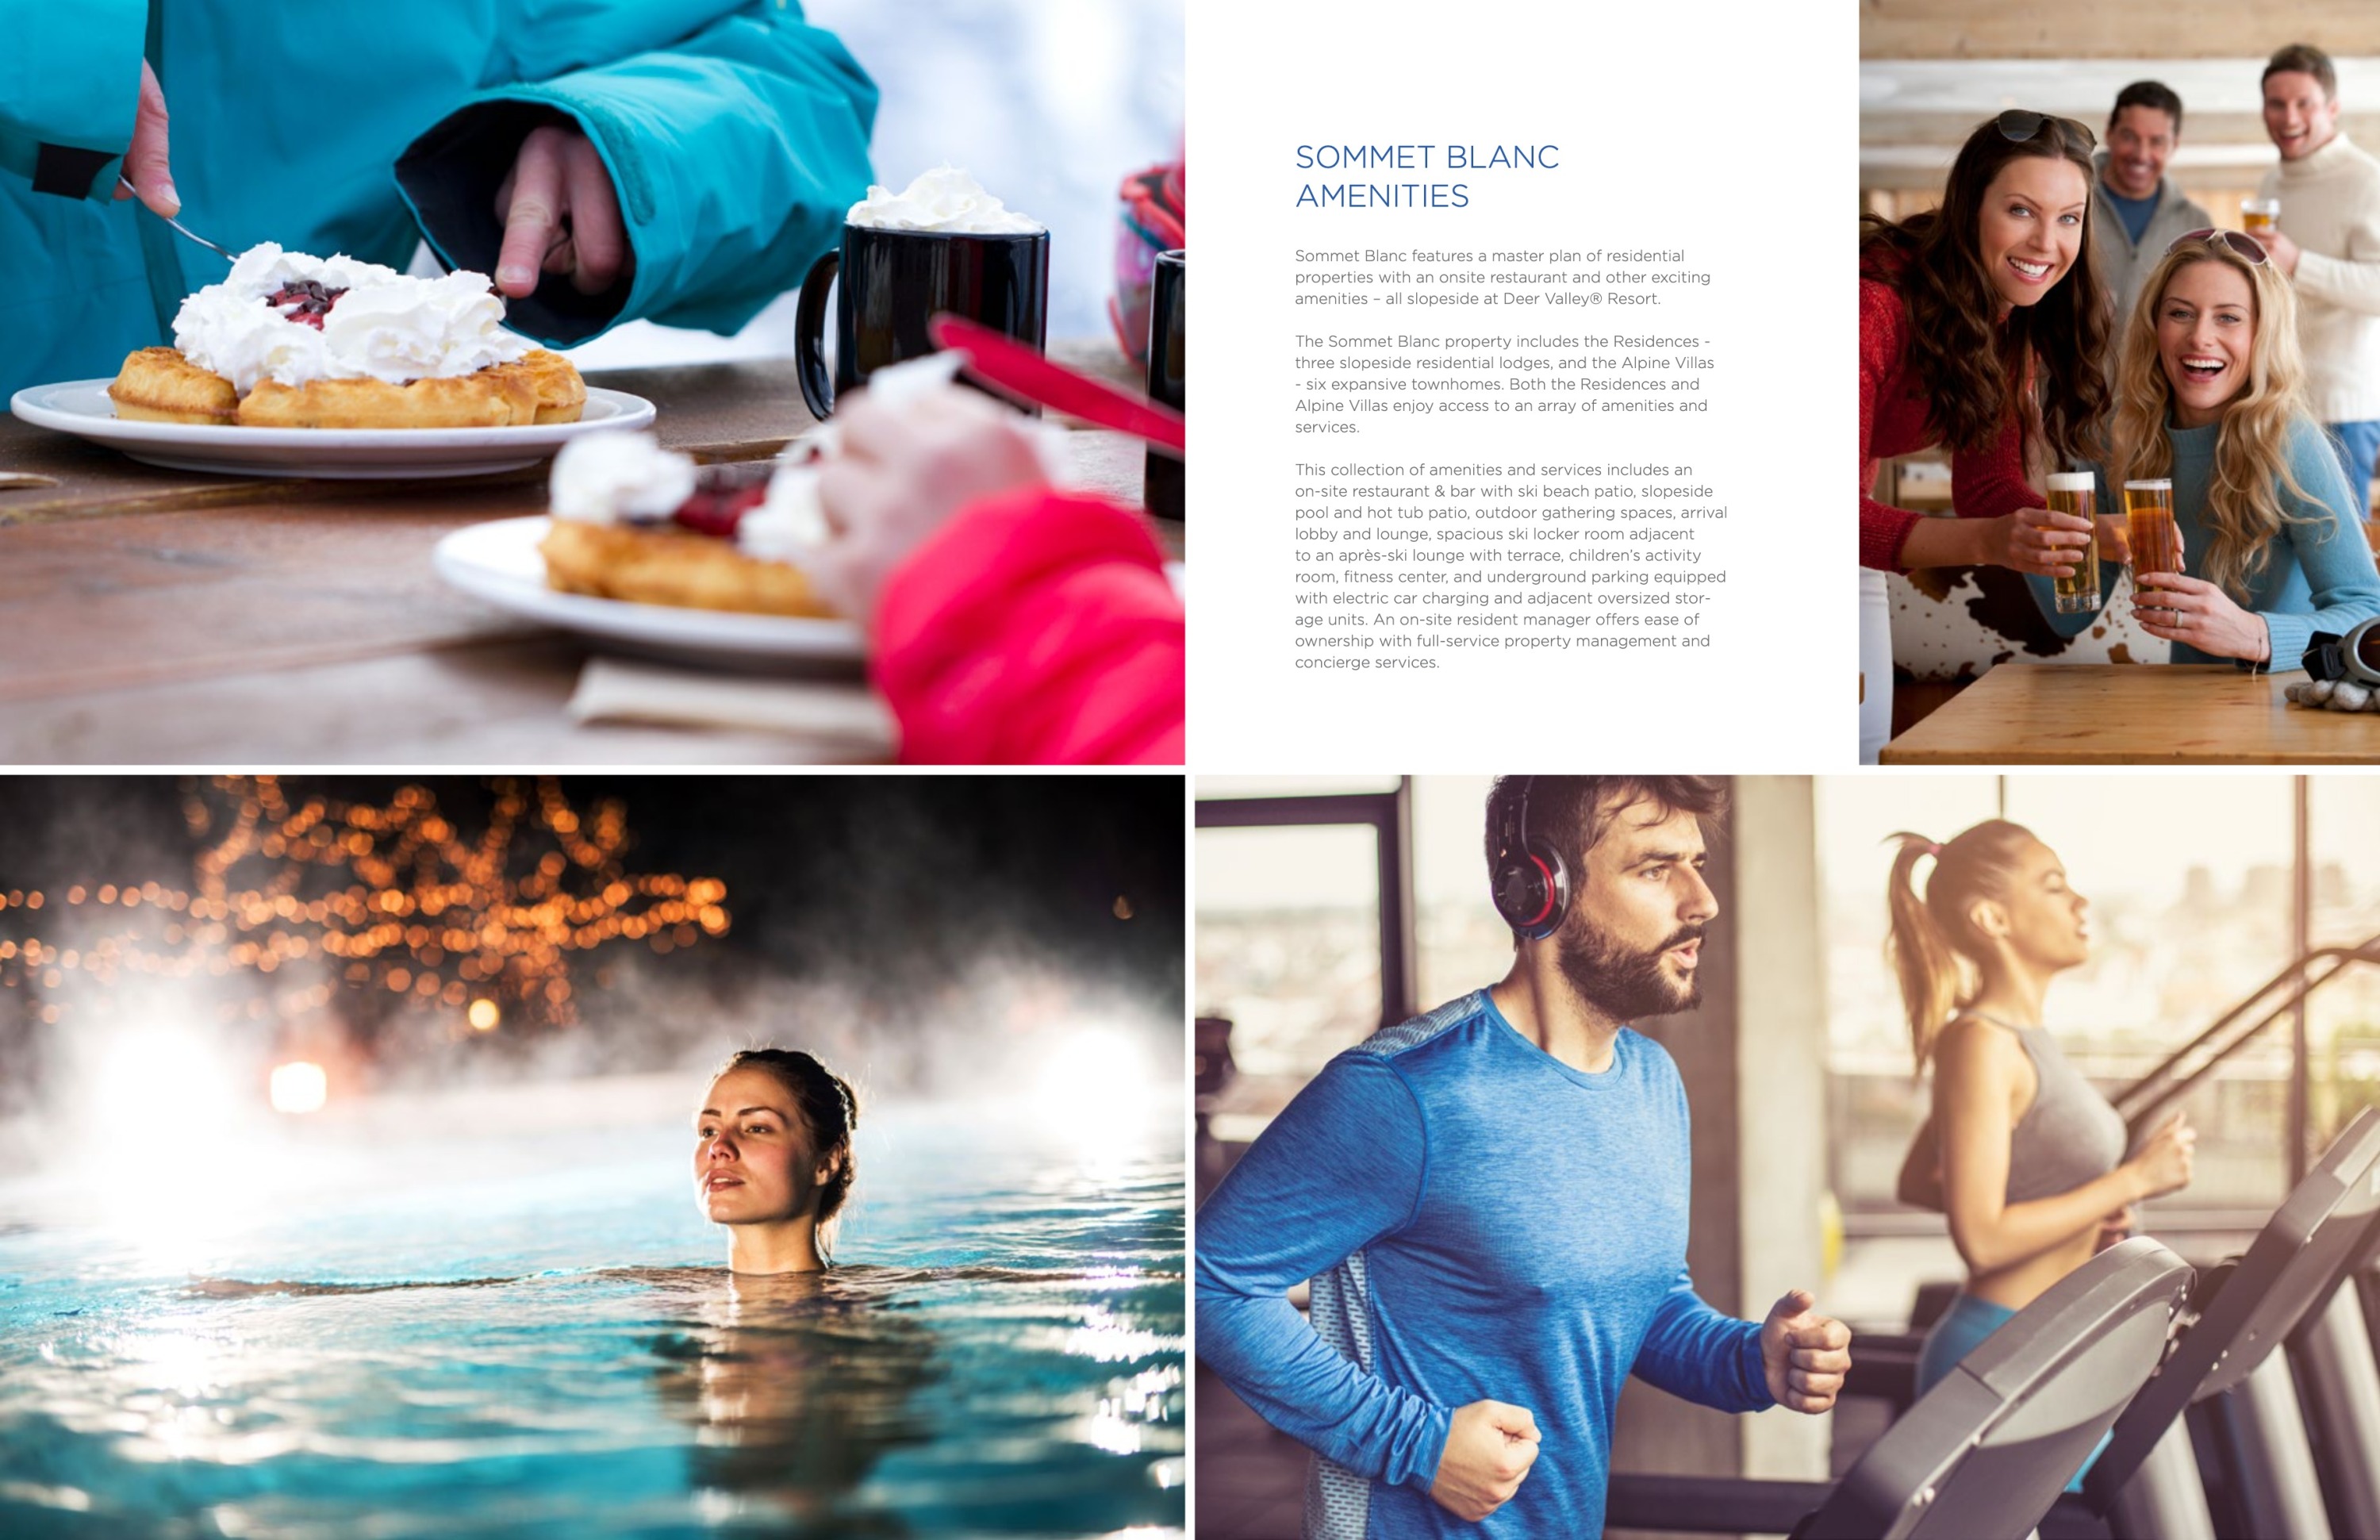 SOMMET BLANC
AMENITIES
Sommet Blanc features a master plan of residential
properties with an onsite restaurant and other exciting
amenities – all slopeside at Deer Valley® Resort.
The Sommet Blanc property includes the Residences -
three slopeside residential lodges, and the Alpine Villas
- six expansive townhomes. Both the Residences and
Alpine Villas enjoy access to an array of amenities and
services.
This collection of amenities and services includes an
on-site restaurant & bar with ski beach patio, slopeside
pool and hot tub patio, outdoor gathering spaces, arrival
lobby and lounge, spacious ski locker room adjacent
to an après-ski lounge with terrace, children's activity
room, fitness center, and underground parking equipped
with electric car charging and adjacent oversized stor-
age units. An on-site resident manager offers ease of
ownership with full-service property management and
concierge services.